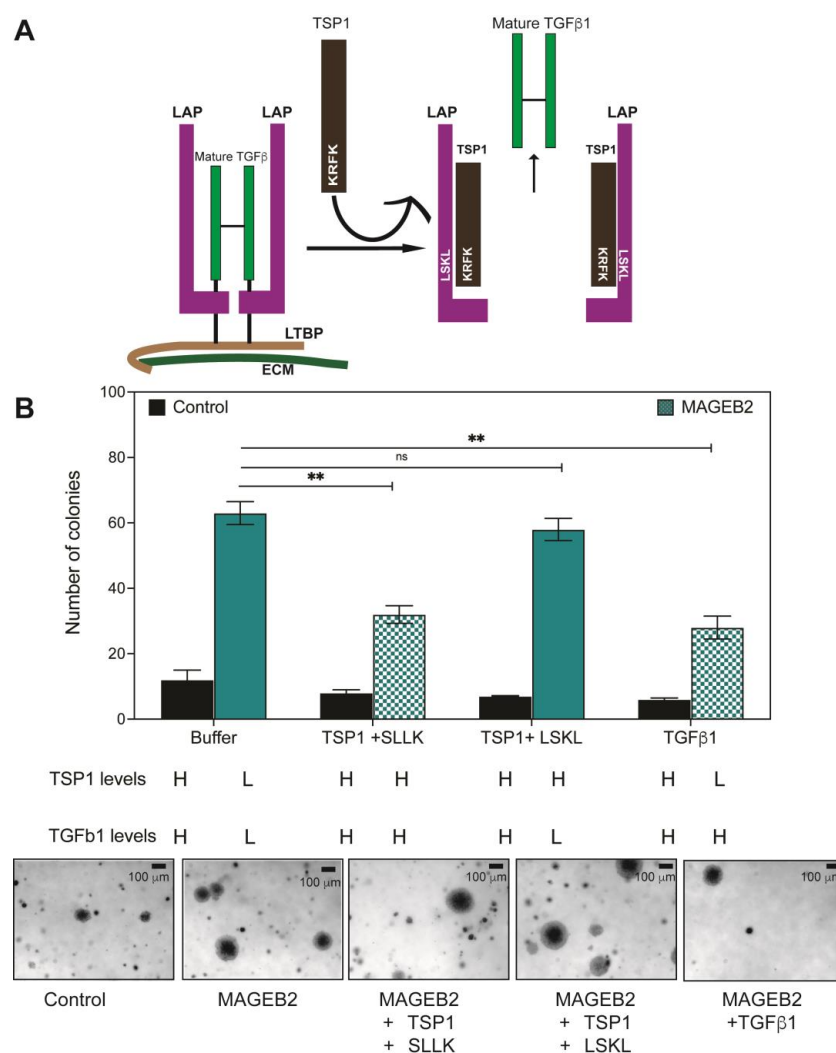 A
TSP1
Mature TGFβ1
LAP LAP
LAP LAP
Mature TGFβ
TSP1 TSP1
KRFK
LSKL KRFK KRFK LSKL
LTBP
ECM
B
100
80
60
40
20
0
Number of colonies
Control MAGEB2
**
ns
**
Buffer TSP1 +SLLK TSP1+ LSKL TGFβ1
TSP1 levels H L H H H H H L
TGFb1 levels H L H H H L H H
100 μm 100 μm 100 μm 100 μm 100 μm
Control MAGEB2 MAGEB2 MAGEB2 MAGEB2
+ TSP1 + TSP1 +TGFβ1
+ SLLK + LSKL